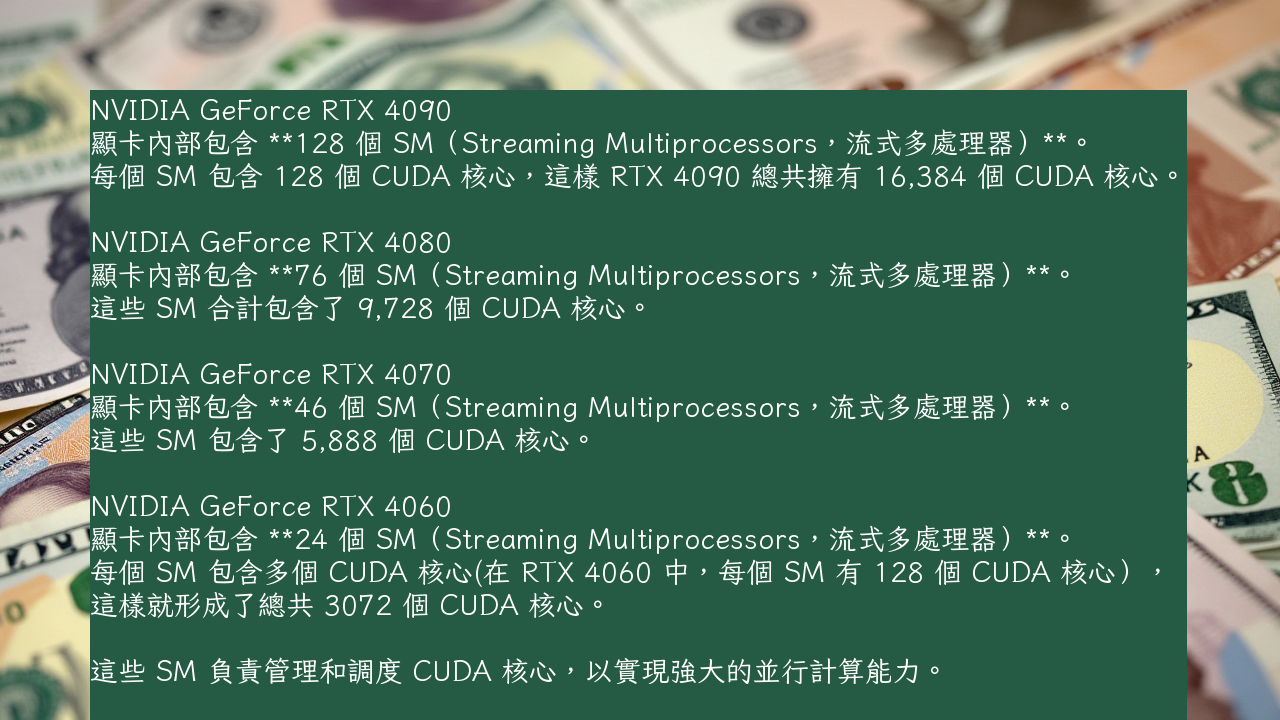 NVIDIA GeForce RTX 4090
顯卡內部包含 **128 個 SM（Streaming Multiprocessors，流式多處理器）**。
每個 SM 包含 128 個 CUDA 核心，這樣 RTX 4090 總共擁有 16,384 個 CUDA 核心。
NVIDIA GeForce RTX 4080
顯卡內部包含 **76 個 SM（Streaming Multiprocessors，流式多處理器）**。
這些 SM 合計包含了 9,728 個 CUDA 核心。
NVIDIA GeForce RTX 4070
顯卡內部包含 **46 個 SM（Streaming Multiprocessors，流式多處理器）**。
這些 SM 包含了 5,888 個 CUDA 核心。
NVIDIA GeForce RTX 4060
顯卡內部包含 **24 個 SM（Streaming Multiprocessors，流式多處理器）**。
每個 SM 包含多個 CUDA 核心(在 RTX 4060 中，每個 SM 有 128 個 CUDA 核心），
這樣就形成了總共 3072 個 CUDA 核心。
這些 SM 負責管理和調度 CUDA 核心，以實現強大的並行計算能力。